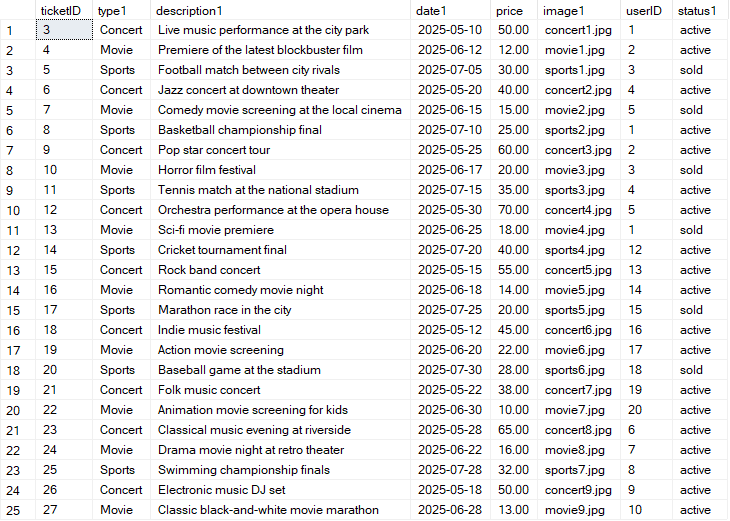 ticketID type1 description1 date1 price image1 userID status1
1 3 Concert Live music performance at the city park 2025-05-10 50.00 concert1.jpg 1 active
2 4 Movie Premiere of the latest blockbuster film 2025-06-12 12.00 movie1.jpg 2 active
3 5 Sports Football match between city rivals 2025-07-05 30.00 sports1.jpg 3 sold
4 6 Concert Jazz concert at downtown theater 2025-05-20 40.00 concert2.jpg 4 active
5 7 Movie Comedy movie screening at the local cinema 2025-06-15 15.00 movie2.jpg 5 sold
6 8 Sports Basketball championship final 2025-07-10 25.00 sports2.jpg 1 active
7 9 Concert Pop star concert tour 2025-05-25 60.00 concert3.jpg 2 active
8 10 Movie Horror film festival 2025-06-17 20.00 movie3.jpg 3 sold
9 11 Sports Tennis match at the national stadium 2025-07-15 35.00 sports3.jpg 4 active
10 12 Concert Orchestra performance at the opera house 2025-05-30 70.00 concert4.jpg 5 active
11 13 Movie Sci-fi movie premiere 2025-06-25 18.00 movie4.jpg 1 sold
12 14 Sports Cricket tournament final 2025-07-20 40.00 sports4.jpg 12 active
13 15 Concert Rock band concert 2025-05-15 55.00 concert5.jpg 13 active
14 16 Movie Romantic comedy movie night 2025-06-18 14.00 movie5.jpg 14 active
15 17 Sports Marathon race in the city 2025-07-25 20.00 sports5.jpg 15 sold
16 18 Concert Indie music festival 2025-05-12 45.00 concert6.jpg 16 active
17 19 Movie Action movie screening 2025-06-20 22.00 movie6.jpg 17 active
18 20 Sports Baseball game at the stadium 2025-07-30 28.00 sports6.jpg 18 sold
19 21 Concert Folk music concert 2025-05-22 38.00 concert7.jpg 19 active
20 22 Movie Animation movie screening for kids 2025-06-30 10.00 movie7.jpg 20 active
21 23 Concert Classical music evening at riverside 2025-05-28 65.00 concert8.jpg 6 active
22 24 Movie Drama movie night at retro theater 2025-06-22 16.00 movie8.jpg 7 active
23 25 Sports Swimming championship finals 2025-07-28 32.00 sports7.jpg 8 active
24 26 Concert Electronic music DJ set 2025-05-18 50.00 concert9.jpg 9 active
25 27 Movie Classic black-and-white movie marathon 2025-06-28 13.00 movie9.jpg 10 active